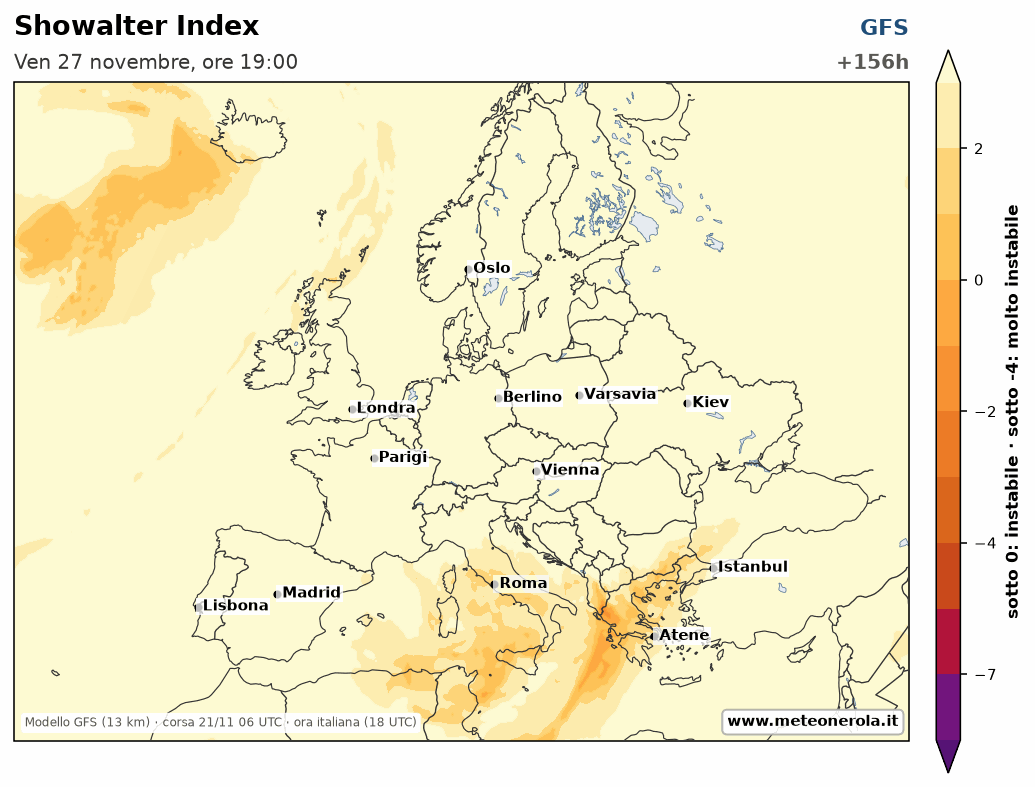 Showalter Index
GFS
Ven 27 novembre, ore 19:00
+156h
Oslo
Londra
Berlino
Varsavia
Kiev
Parigi
Vienna
Istanbul
Roma
Madrid
Lisbona
Atene
Modello GFS (13 km) · corsa 21/11 06 UTC · ora italiana (18 UTC)
www.meteonerola.it
2
0
−2
−4
−7
sotto 0: instabile · sotto -4: molto instabile